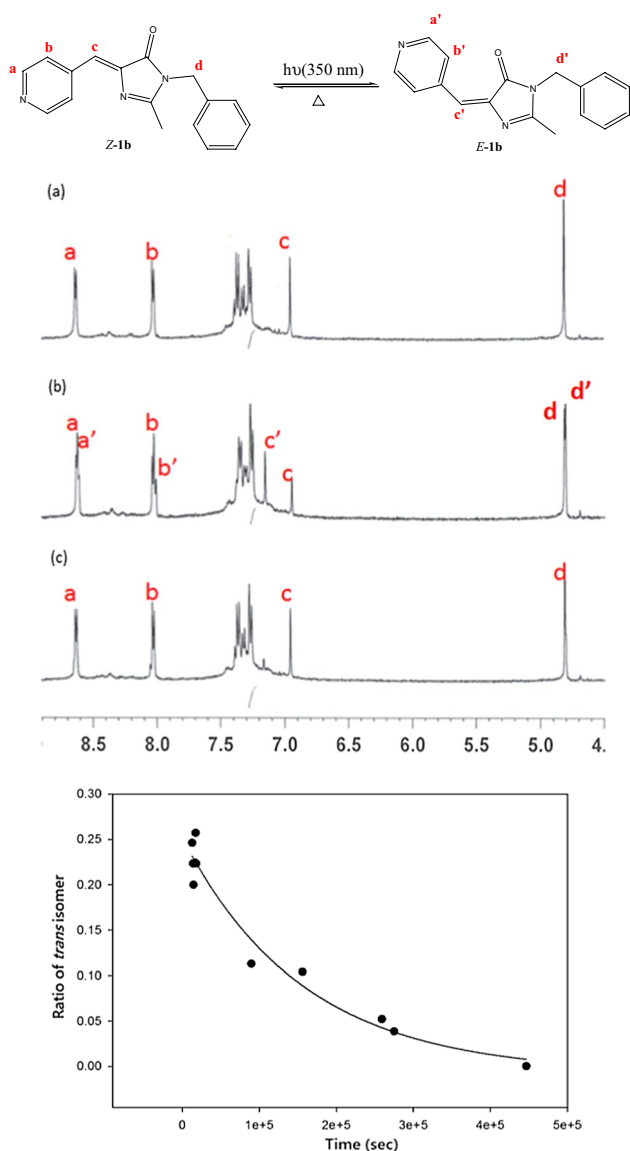 a'
b
c
O
d
a
N
N
N
Z-1b
hυ(350 nm)
△
N
b'
O
d'
c'
N
N
E-1b
(a)
a
b
c
d
(b)
a
a’
b
b’
c’
c
d
d’
(c)
a
b
c
d
8.5 8.0 7.5 7.0 6.5 6.0 5.5 5.0 4.
0.30
0.25
0.20
0.15
0.10
0.05
0.00
Ratio of trans isomer
0 1e+5 2e+5 3e+5 4e+5 5e+5
Time (sec)